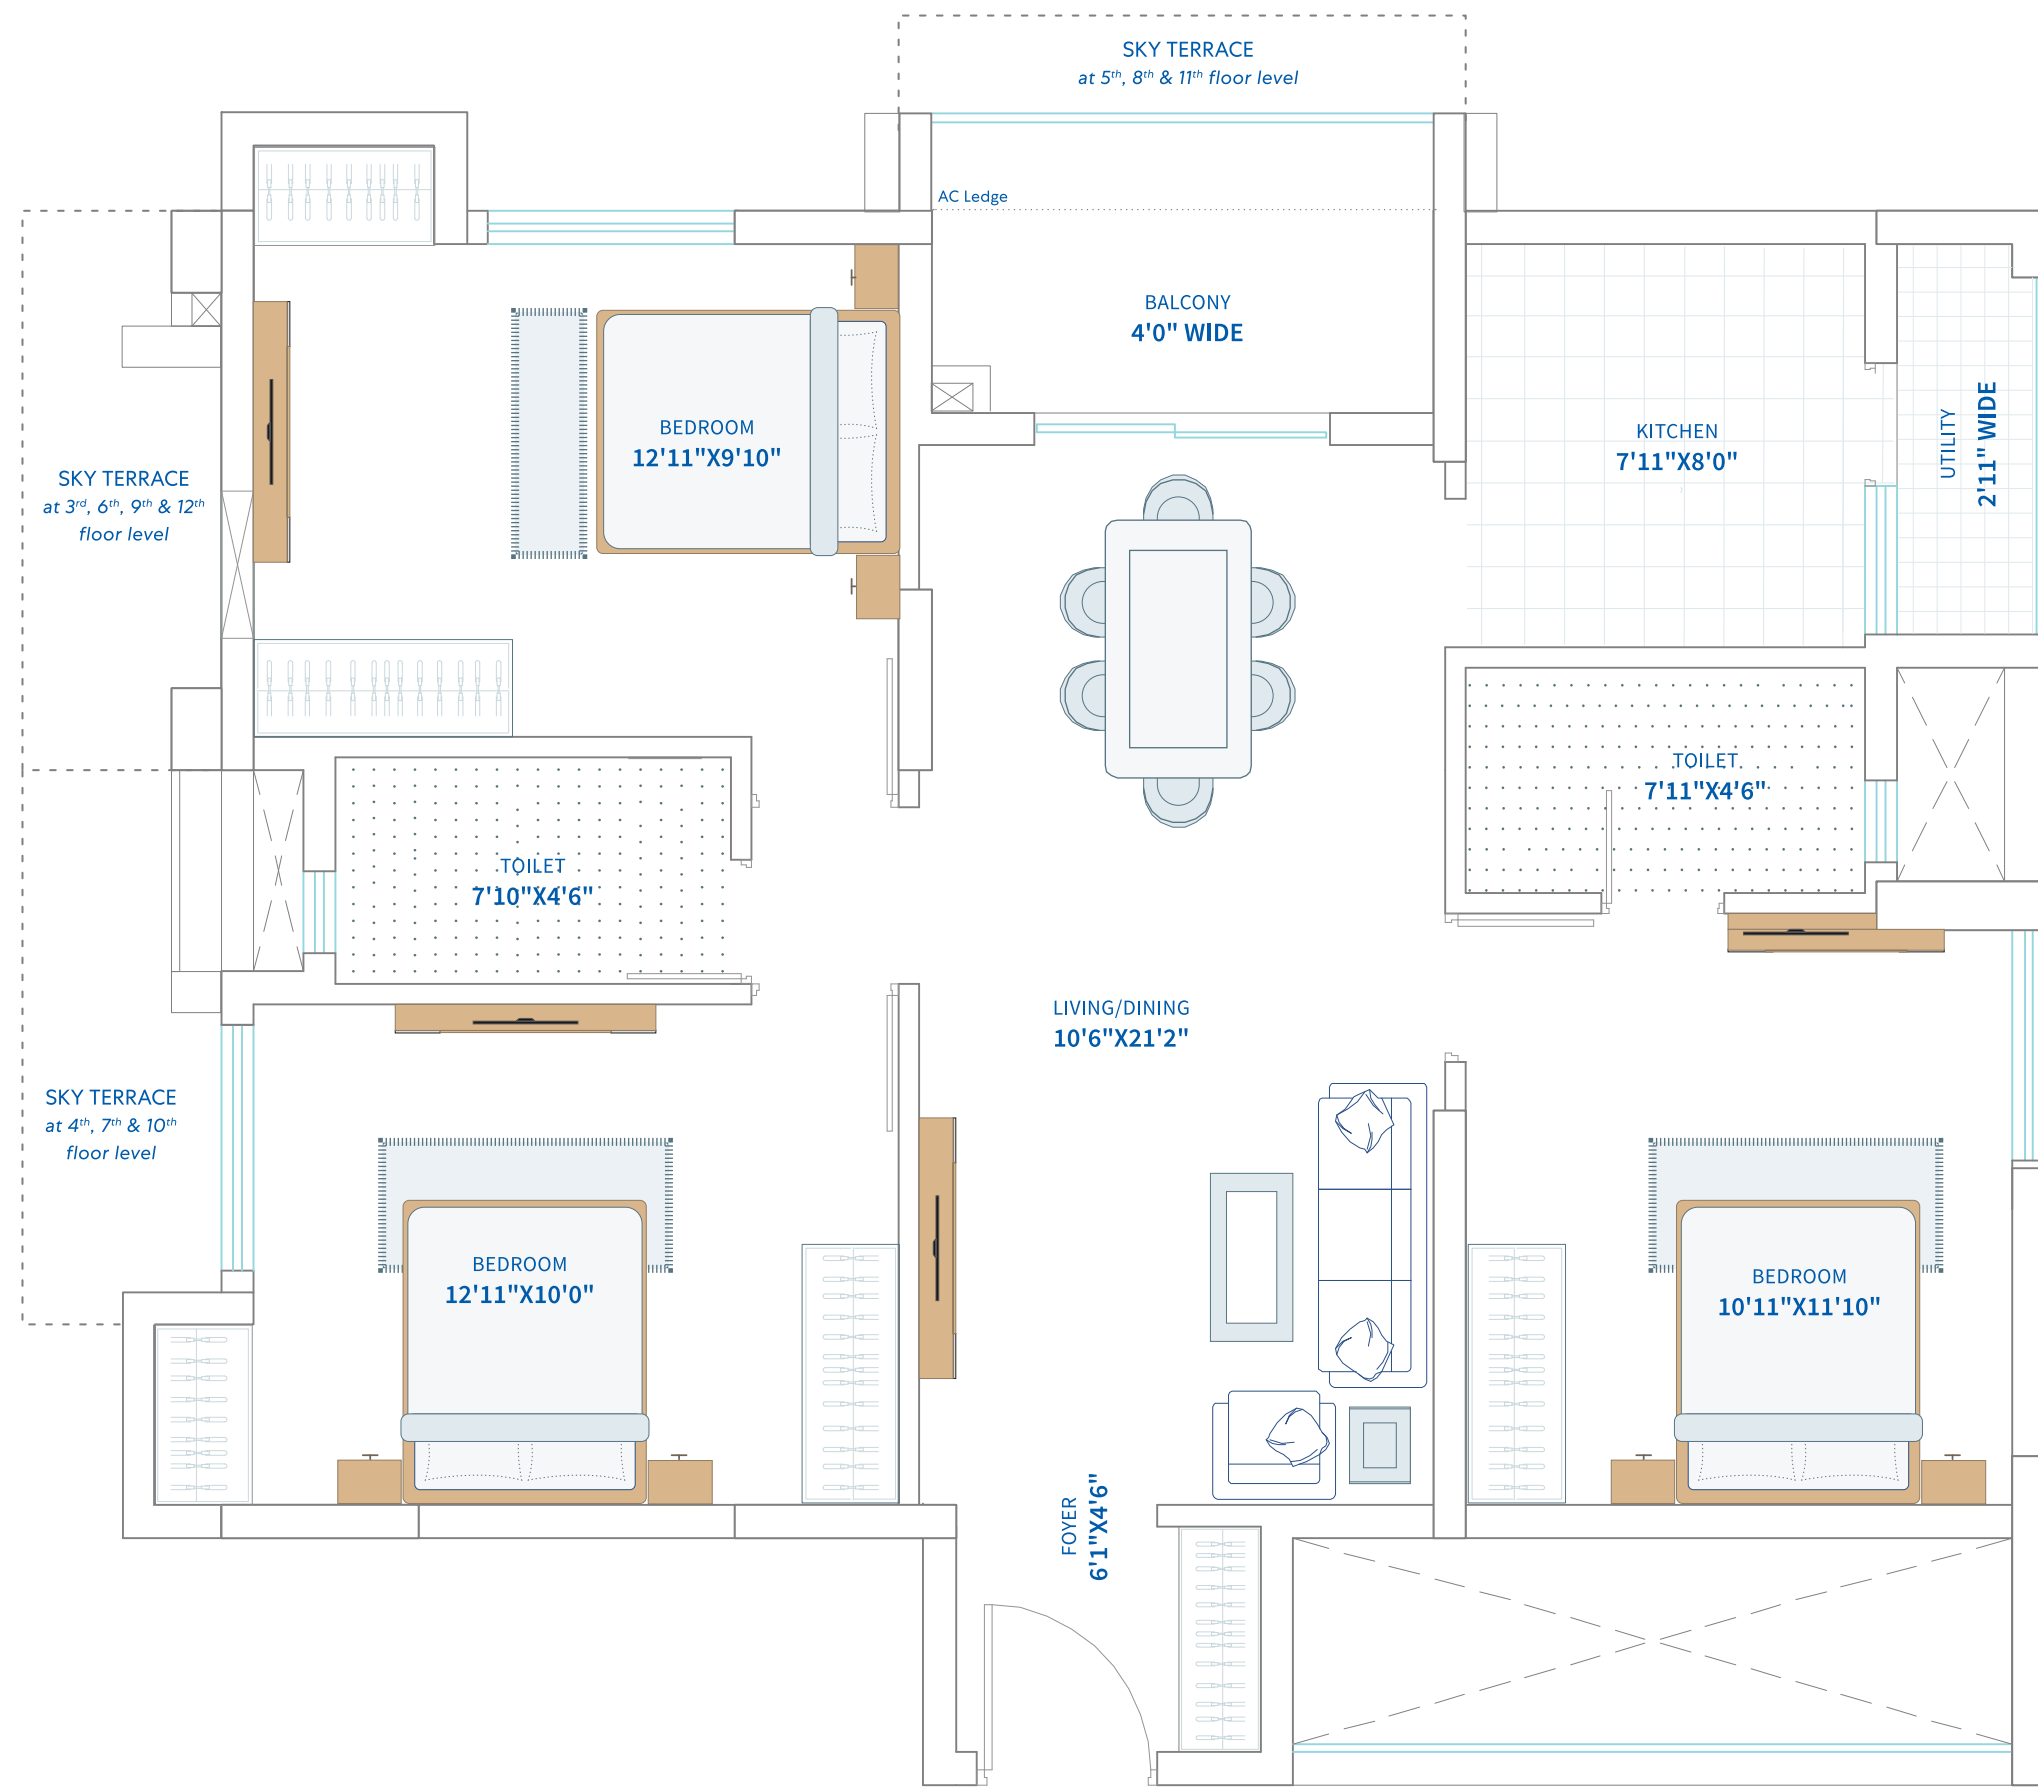 SKY TERRACE
at 5th, 8th & 11th floor level
AC Ledge
BALCONY
4'0" WIDE
BEDROOM
12'11"X9'10"
KITCHEN
7'11"X8'0"
UTILITY
2'11" WIDE
SKY TERRACE
at 3rd, 6th, 9th & 12th
floor level
TOILET
7'11"X4'6"
TOILET
7'10"X4'6"
LIVING/DINING
10'6"X21'2"
SKY TERRACE
at 4th, 7th & 10th
floor level
BEDROOM
12'11"X10'0"
BEDROOM
10'11"X11'10"
FOYER
6'1"X4'6"